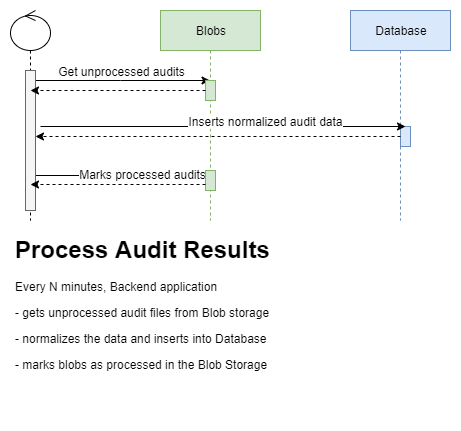 Blobs
Database
Get unprocessed audits
Inserts normalized audit data
Marks processed audits
Process Audit Results
Every N minutes, Backend application
- gets unprocessed audit files from Blob storage
- normalizes the data and inserts into Database
- marks blobs as processed in the Blob Storage